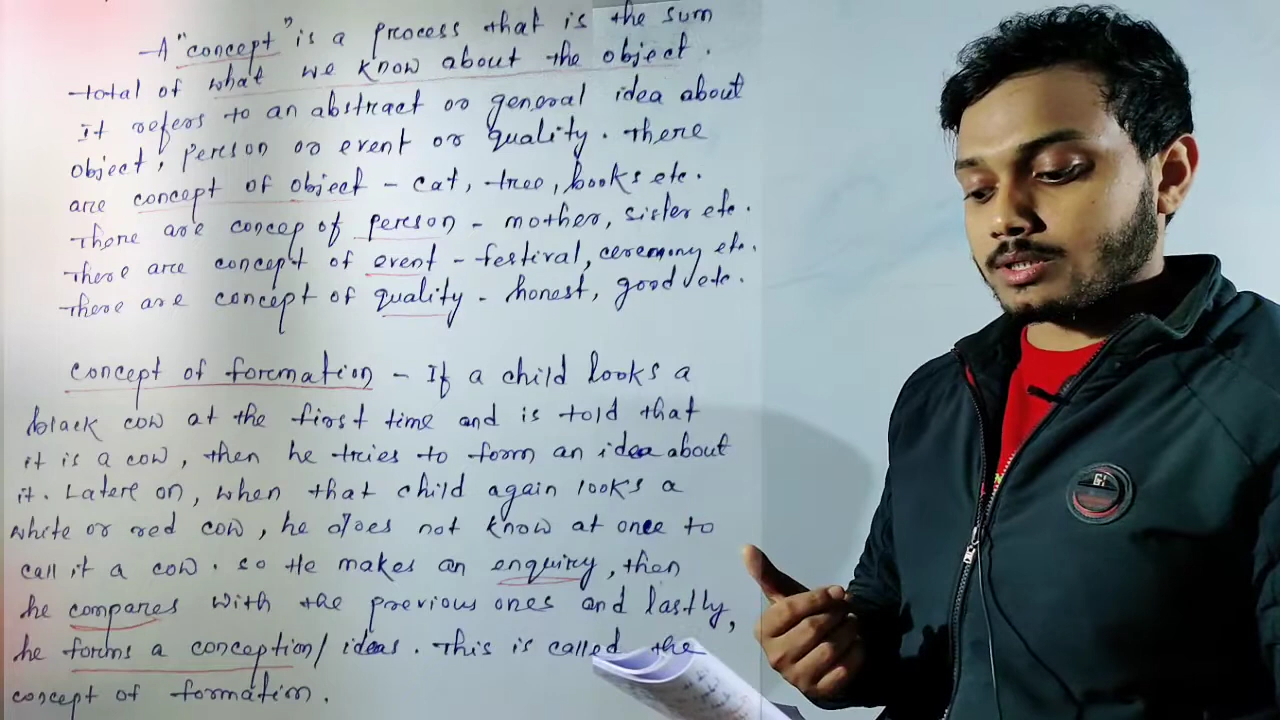 A "concept" is a process that is the sum
total of what we know about the object.
It refers to an abstract or general idea about
object, person or event or quality. There
are concept of object - cat, tree, books etc.
There are concep of person - mother, sister etc.
There are concept of event - festival, ceremony etc.
There are concept of quality - honest, good etc.
concept of formation - If a child looks a
black cow at the first time and is told that
it is a cow, then he tries to form an idea about
it. Later on, when that child again looks a
white or red cow, he does not know at once to
call it a cow. so He makes an enquiry, then
he compares with the previous ones and lastly,
he forms a conception/ideas. This is called the
concept of formation.